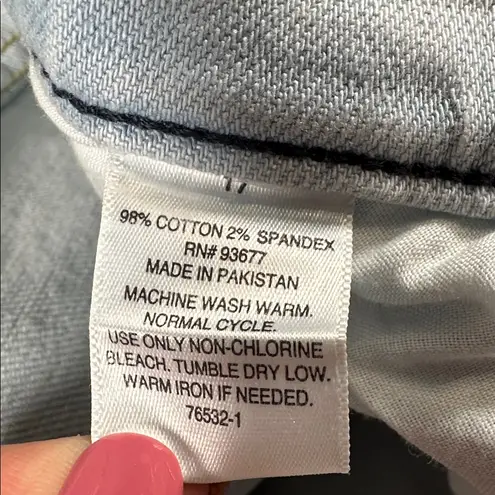 17
98% COTTON 2% SPANDEX
RN# 93677
MADE IN PAKISTAN
MACHINE WASH WARM.
NORMAL CYCLE.
USE ONLY NON-CHLORINE
BLEACH. TUMBLE DRY LOW.
WARM IRON IF NEEDED.
76532-1